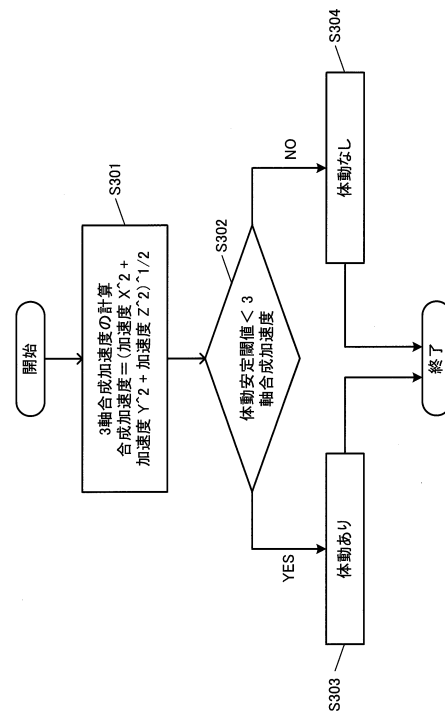 開始
S301
3軸合成加速度の計算
合成加速度＝(加速度 X^2 +
加速度 Y^2 + 加速度 Z^2)^1/2
S302
体動安定閾値＜ 3
軸合成加速度
YES
NO
S303
体動あり
S304
体動なし
終了